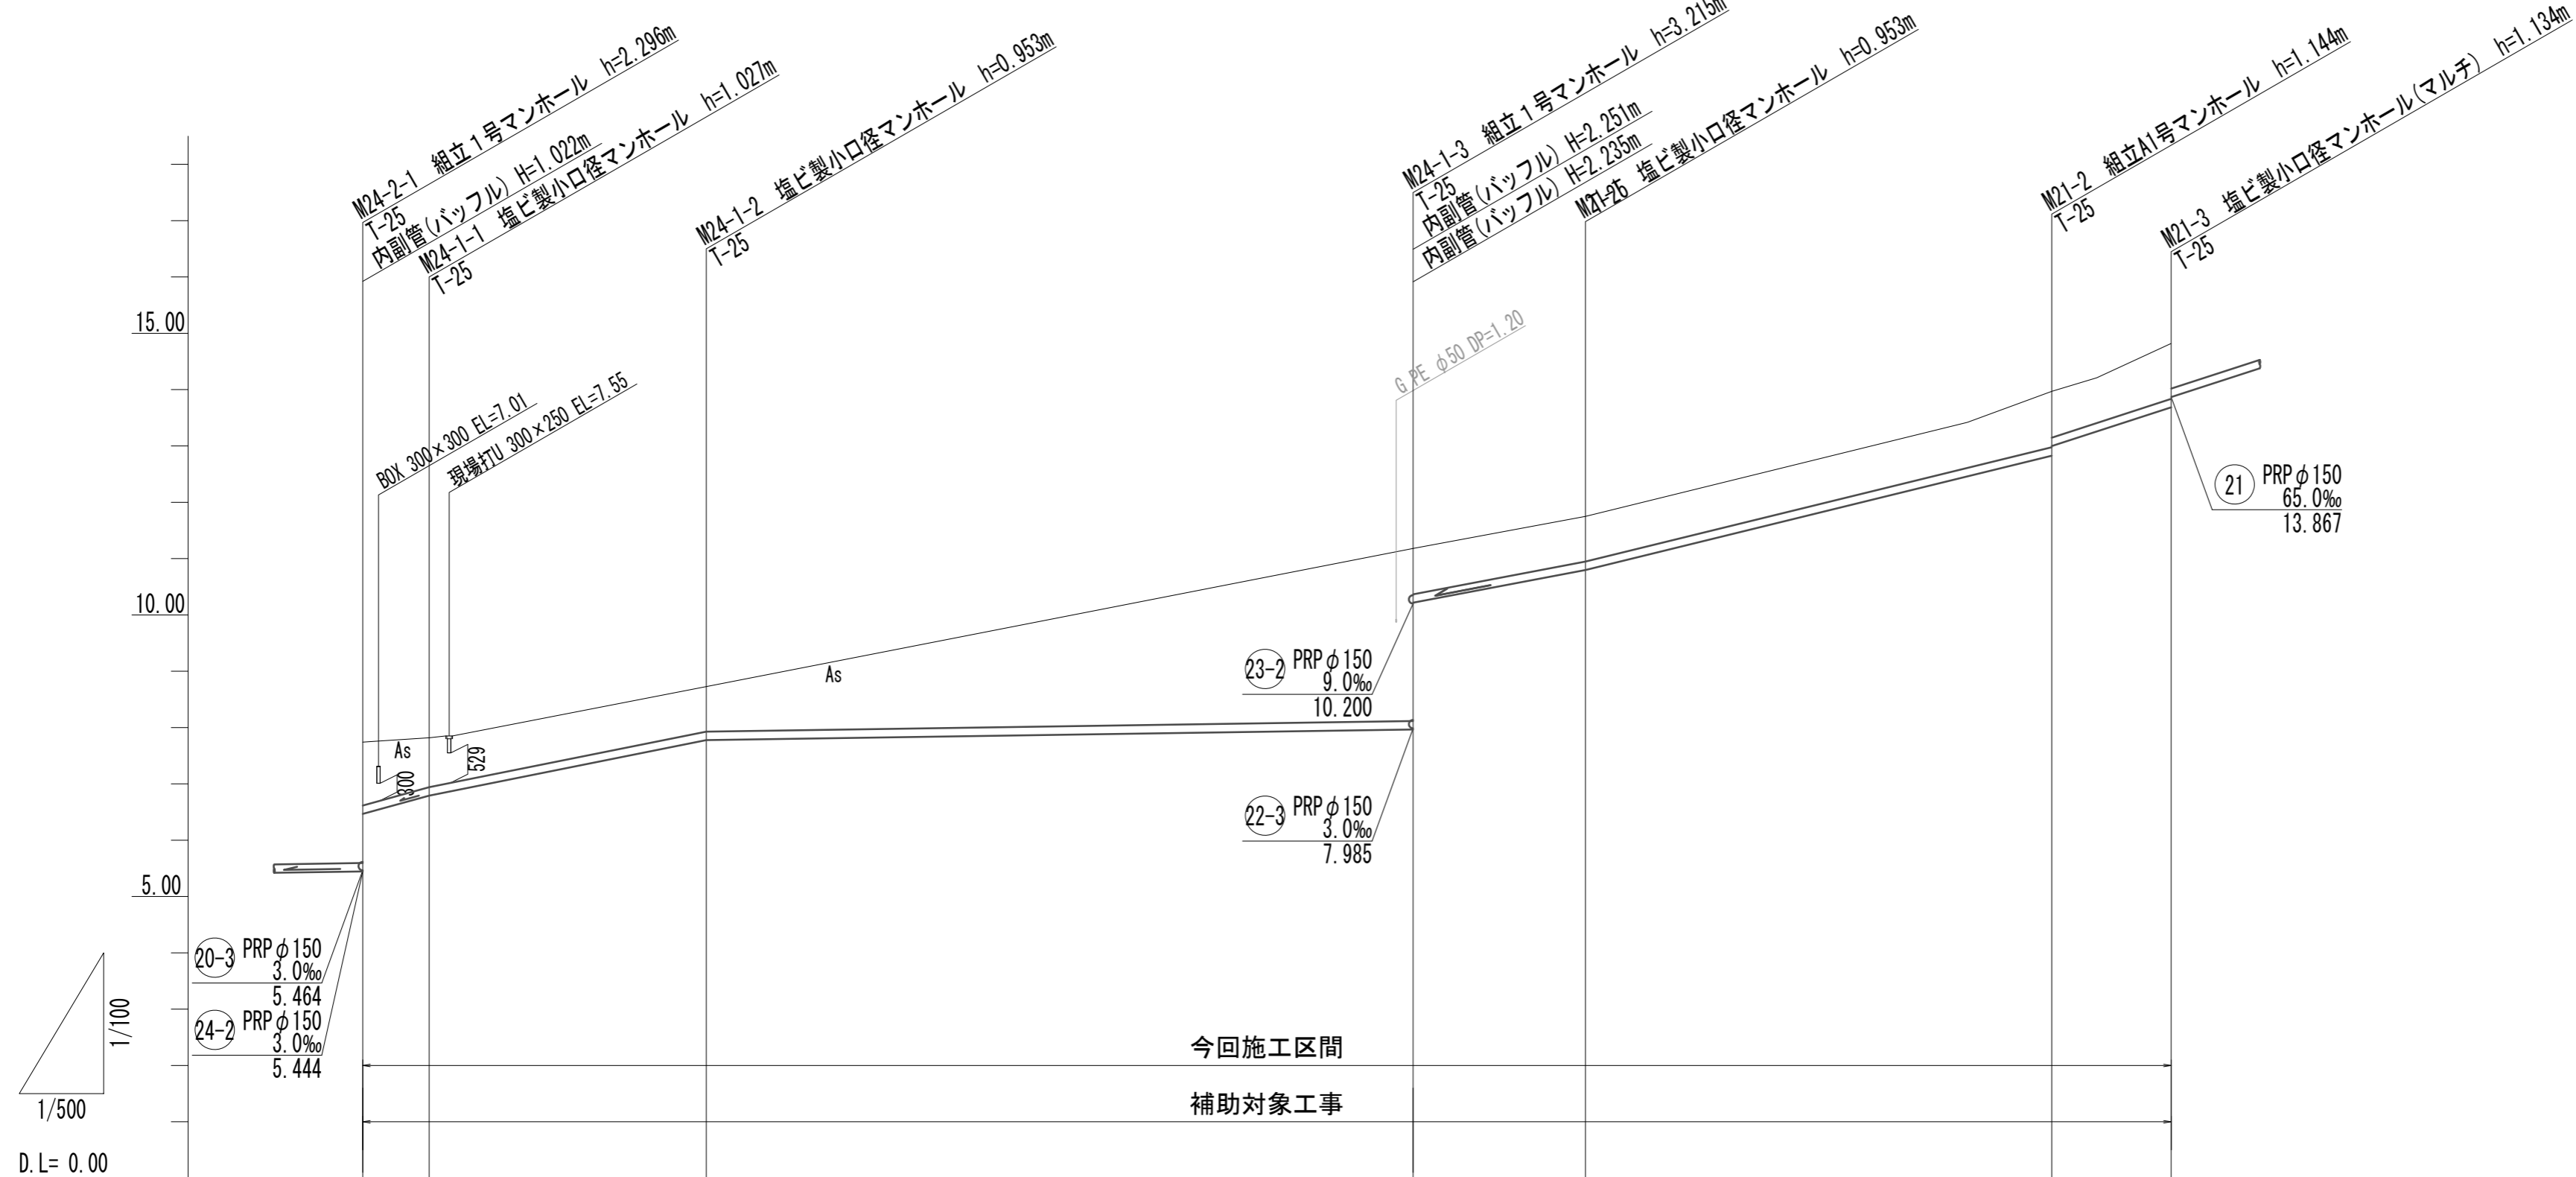 M24-2-1 組立1号マンホール h=2.296m
T-25
内副管(バッフル) H=1.022m
M24-1-1 塩ビ製小口径マンホール h=1.027m
T-25
M24-1-2 塩ビ製小口径マンホール h=0.953m
T-25
M24-1-3 組立1号マンホール h=3.215m
T-25
内副管(バッフル) H=2.251m
内副管(バッフル) H=2.235m
塩ビ製小口径マンホール h=0.953m
M21-2 組立A1号マンホール h=1.144m
T-25
M21-3 塩ビ製小口径マンホール(マルチ) h=1.134m
T-25
15.00
10.00
5.00
BOX 300×300 EL=7.01
現場打U 300×250 EL=7.55
G PE φ50 DP=1.20
As
300
529
As
21 PRPφ150
65.0‰
13.867
23-2 PRPφ150
9.0‰
10.200
22-3 PRPφ150
3.0‰
7.985
20-3 PRPφ150
3.0‰
5.464
24-2 PRPφ150
3.0‰
5.444
今回施工区間
補助対象工事
1/100
1/500
D.L= 0.00